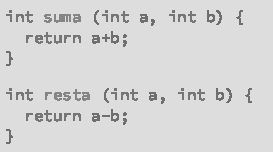 int suma (int a, int b) {
  return a+b;
}
int resta (int a, int b) {
  return a-b;
}